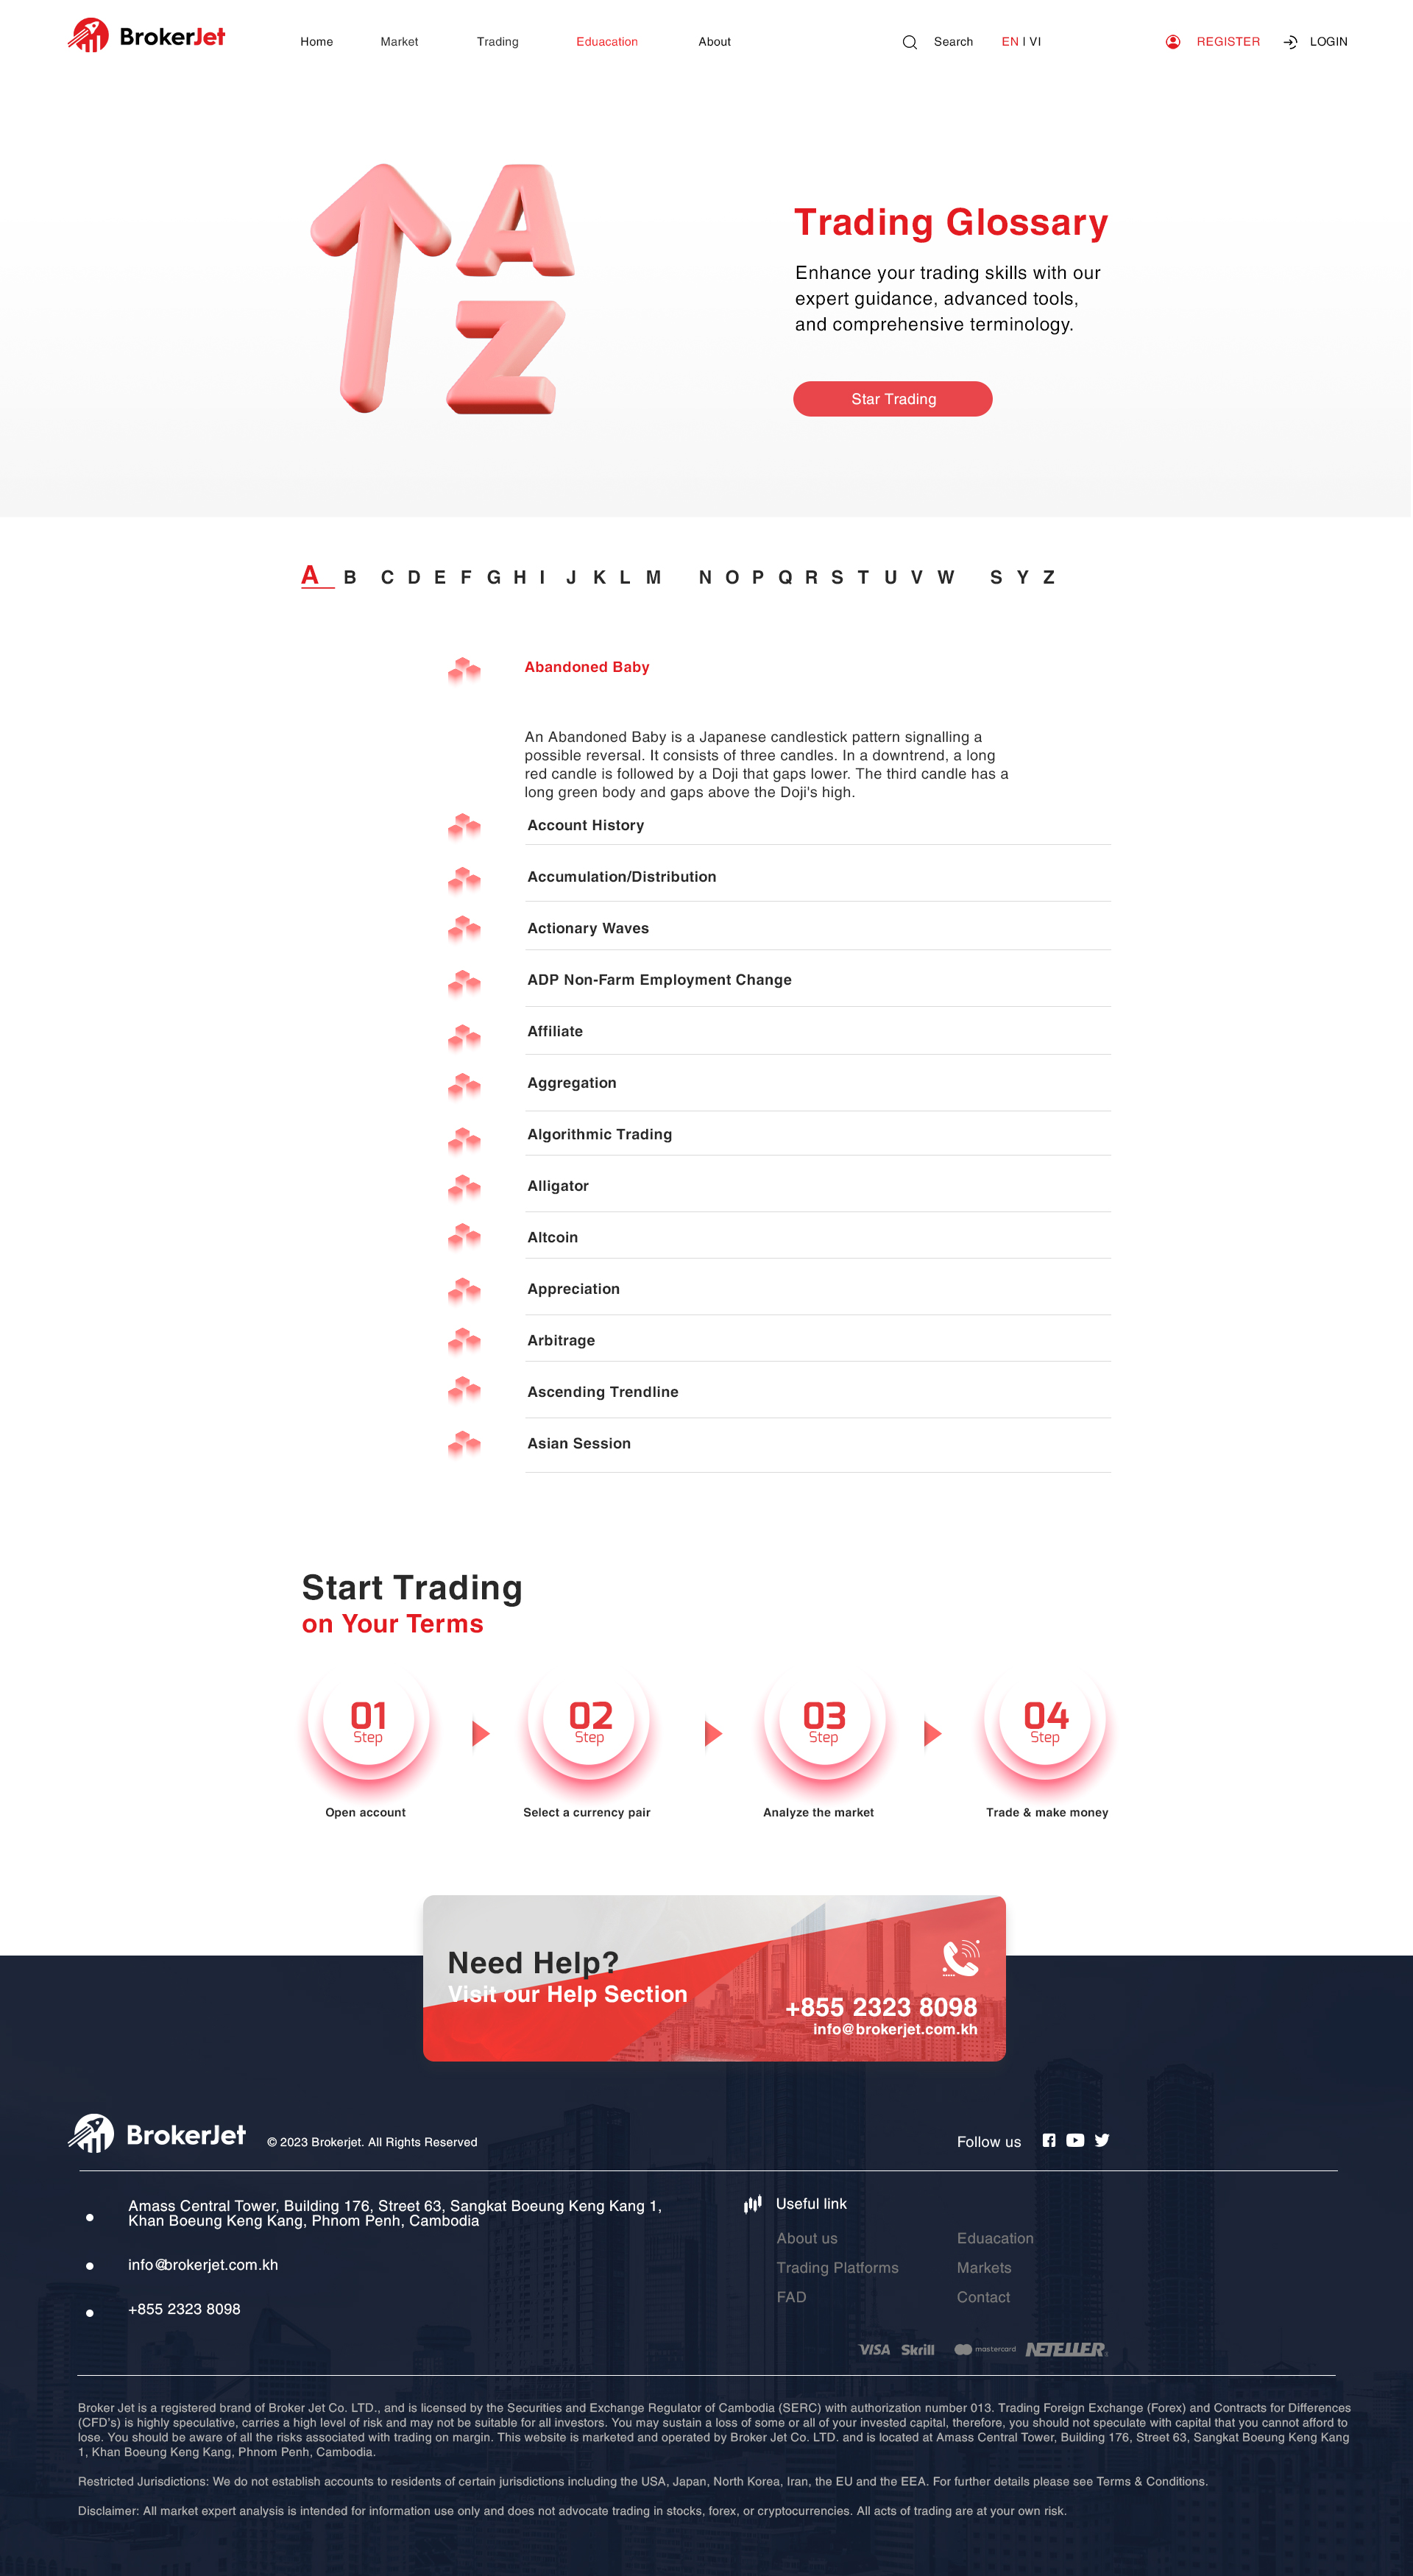 BrokerJet
Home Market Trading Eduacation About Search EN | VI REGISTER LOGIN
A
Z
Trading Glossary
Enhance your trading skills with our
expert guidance, advanced tools,
and comprehensive terminology.
Star Trading
A B C D E F G H I J K L M N O P Q R S T U V W S Y Z
Abandoned Baby
An Abandoned Baby is a Japanese candlestick pattern signalling a
possible reversal. It consists of three candles. In a downtrend, a long
red candle is followed by a Doji that gaps lower. The third candle has a
long green body and gaps above the Doji's high.
Account History
Accumulation/Distribution
Actionary Waves
ADP Non-Farm Employment Change
Affiliate
Aggregation
Algorithmic Trading
Alligator
Altcoin
Appreciation
Arbitrage
Ascending Trendline
Asian Session
Start Trading
on Your Terms
01 Step
Open account
02 Step
Select a currency pair
03 Step
Analyze the market
04 Step
Trade & make money
Need Help?
Visit our Help Section
+855 2323 8098
info@brokerjet.com.kh
BrokerJet
© 2023 Brokerjet. All Rights Reserved
Follow us
Amass Central Tower, Building 176, Street 63, Sangkat Boeung Keng Kang 1,
Khan Boeung Keng Kang, Phnom Penh, Cambodia
info@brokerjet.com.kh
+855 2323 8098
Useful link
About us Eduacation
Trading Platforms Markets
FAD Contact
VISA Skrill mastercard NETELLER
Broker Jet is a registered brand of Broker Jet Co. LTD., and is licensed by the Securities and Exchange Regulator of Cambodia (SERC) with authorization number 013. Trading Foreign Exchange (Forex) and Contracts for Differences
(CFD's) is highly speculative, carries a high level of risk and may not be suitable for all investors. You may sustain a loss of some or all of your invested capital, therefore, you should not speculate with capital that you cannot afford to
lose. You should be aware of all the risks associated with trading on margin. This website is marketed and operated by Broker Jet Co. LTD. and is located at Amass Central Tower, Building 176, Street 63, Sangkat Boeung Keng Kang
1, Khan Boeung Keng Kang, Phnom Penh, Cambodia.
Restricted Jurisdictions: We do not establish accounts to residents of certain jurisdictions including the USA, Japan, North Korea, Iran, the EU and the EEA. For further details please see Terms & Conditions.
Disclaimer: All market expert analysis is intended for information use only and does not advocate trading in stocks, forex, or cryptocurrencies. All acts of trading are at your own risk.